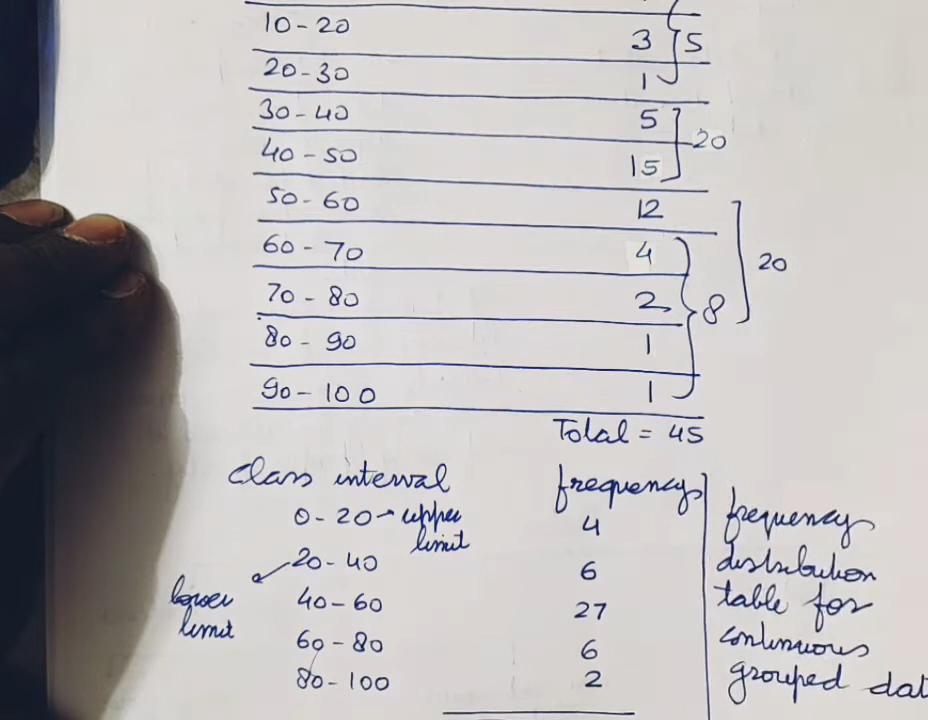 10-20 3 5
20-30 1
30-40 5
40-50 15 20
50-60 12
60-70 4
70-80 2 8 20
80-90 1
90-100 1
Total = 45
Class interval frequency
0-20 upper limit 4
20-40 6
lower limit
40-60 27
60-80 6
80-100 2
frequency
distribution
table for
continuous
grouped dat